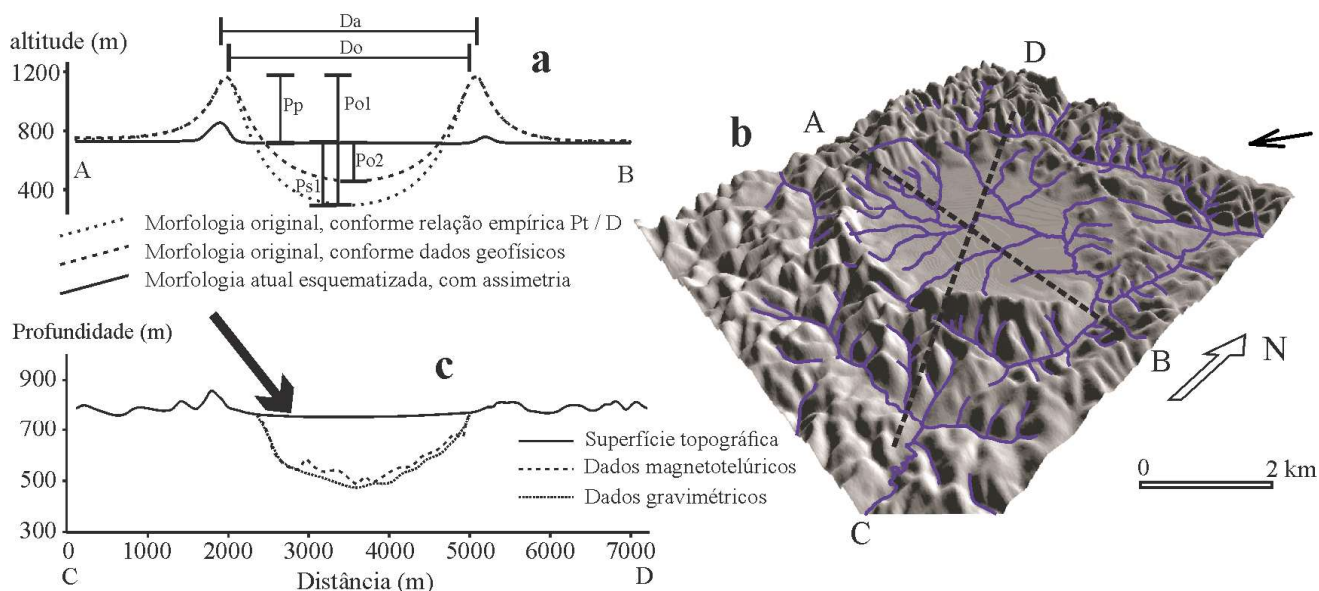 Da
Do
altitude (m)
a
1200
800
400
Pp
Po1
Po2
Ps1
A
B
Morfologia original, conforme relação empírica Pt / D
Morfologia original, conforme dados geofísicos
Morfologia atual esquematizada, com assimetria
Profundidade (m)
c
900
700
500
300
Superfície topográfica
Dados magnetotelúricos
Dados gravimétricos
0 1000 2000 3000 4000 5000 6000 7000
C
Distância (m)
D
D
A
b
B
N
0 2 km
C